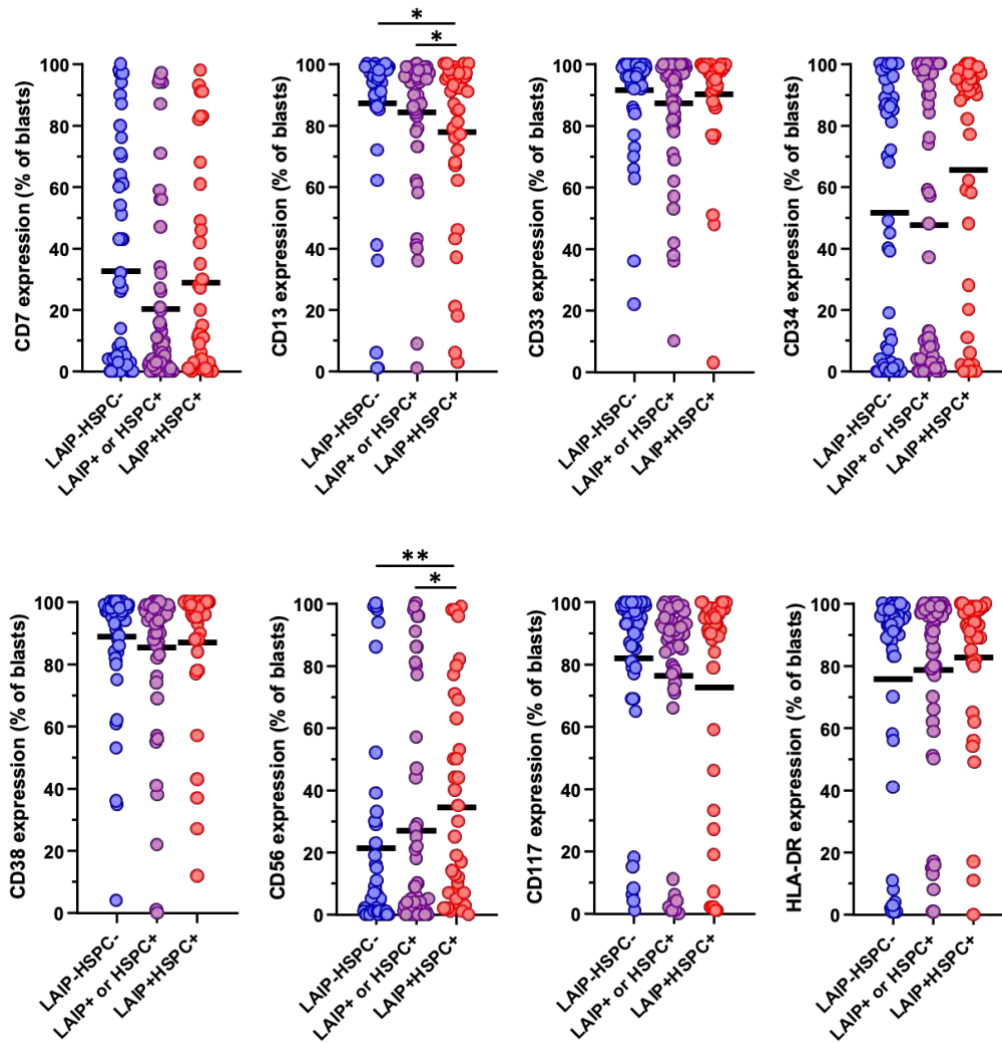 *
*
CD7 expression (% of blasts)
100
80
60
40
20
0
LAIP-HSPC-
LAIP+ or HSPC+
LAIP+HSPC+
CD13 expression (% of blasts)
100
80
60
40
20
0
LAIP-HSPC-
LAIP+ or HSPC+
LAIP+HSPC+
CD33 expression (% of blasts)
100
80
60
40
20
0
LAIP-HSPC-
LAIP+ or HSPC+
LAIP+HSPC+
CD34 expression (% of blasts)
100
80
60
40
20
0
LAIP-HSPC-
LAIP+ or HSPC+
LAIP+HSPC+
**
*
CD38 expression (% of blasts)
100
80
60
40
20
0
LAIP-HSPC-
LAIP+ or HSPC+
LAIP+HSPC+
CD56 expression (% of blasts)
100
80
60
40
20
0
LAIP-HSPC-
LAIP+ or HSPC+
LAIP+HSPC+
CD117 expression (% of blasts)
100
80
60
40
20
0
LAIP-HSPC-
LAIP+ or HSPC+
LAIP+HSPC+
HLA-DR expression (% of blasts)
100
80
60
40
20
0
LAIP-HSPC-
LAIP+ or HSPC+
LAIP+HSPC+